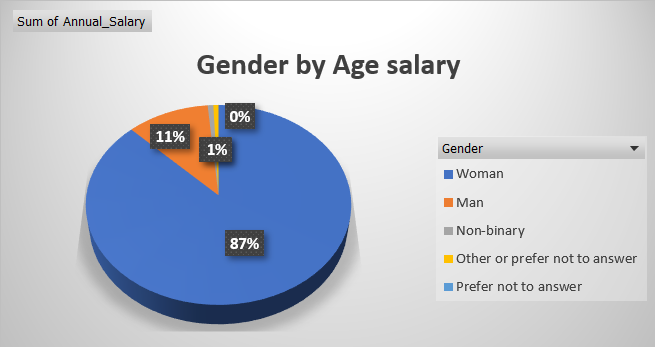 Sum of Annual_Salary
Gender by Age salary
0%
11%
1%
87%
Gender
Woman
Man
Non-binary
Other or prefer not to answer
Prefer not to answer